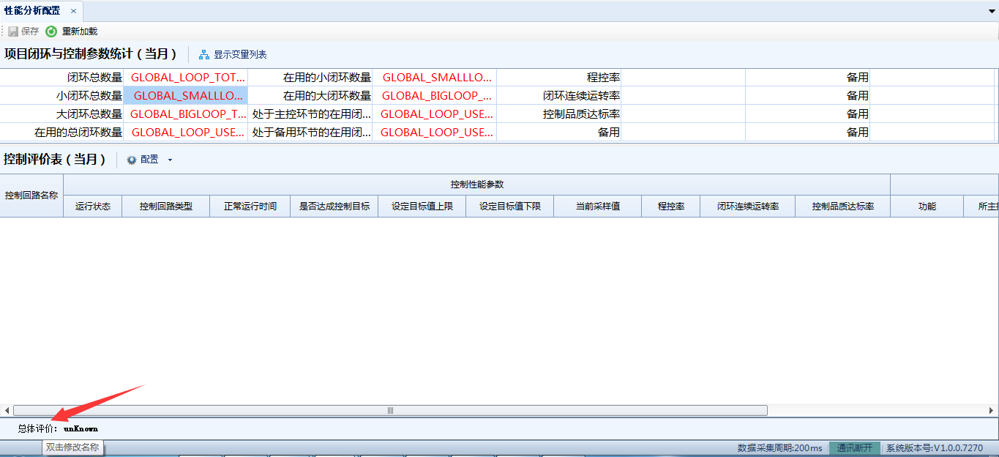 性能分析配置
保存 重新加载
项目闭环与控制参数统计（当月） 显示变量列表
闭环总数量 GLOBAL_LOOP_TOT... 在用的小闭环数量 GLOBAL_SMALLLO... 程控率 备用
小闭环总数量 GLOBAL_SMALLLO... 在用的大闭环数量 GLOBAL_BIGLOOP_... 闭环连续运转率 备用
大闭环总数量 GLOBAL_BIGLOOP_T... 处于主控环节的在用闭... GLOBAL_LOOP_USE... 控制品质达标率 备用
在用的总闭环数量 GLOBAL_LOOP_USE... 处于备用环节的在用闭... GLOBAL_LOOP_USE... 备用 备用
控制评价表（当月） 配置
控制回路名称 控制性能参数
运行状态 控制回路类型 正常运行时间 是否达成控制目标 设定目标值上限 设定目标值下限 当前采样值 程控率 闭环连续运转率 控制品质达标率 功能 所主
总体评价： unKnown
双击修改名称
数据采集周期:200ms 通讯断开 系统版本号:V1.0.0.7270